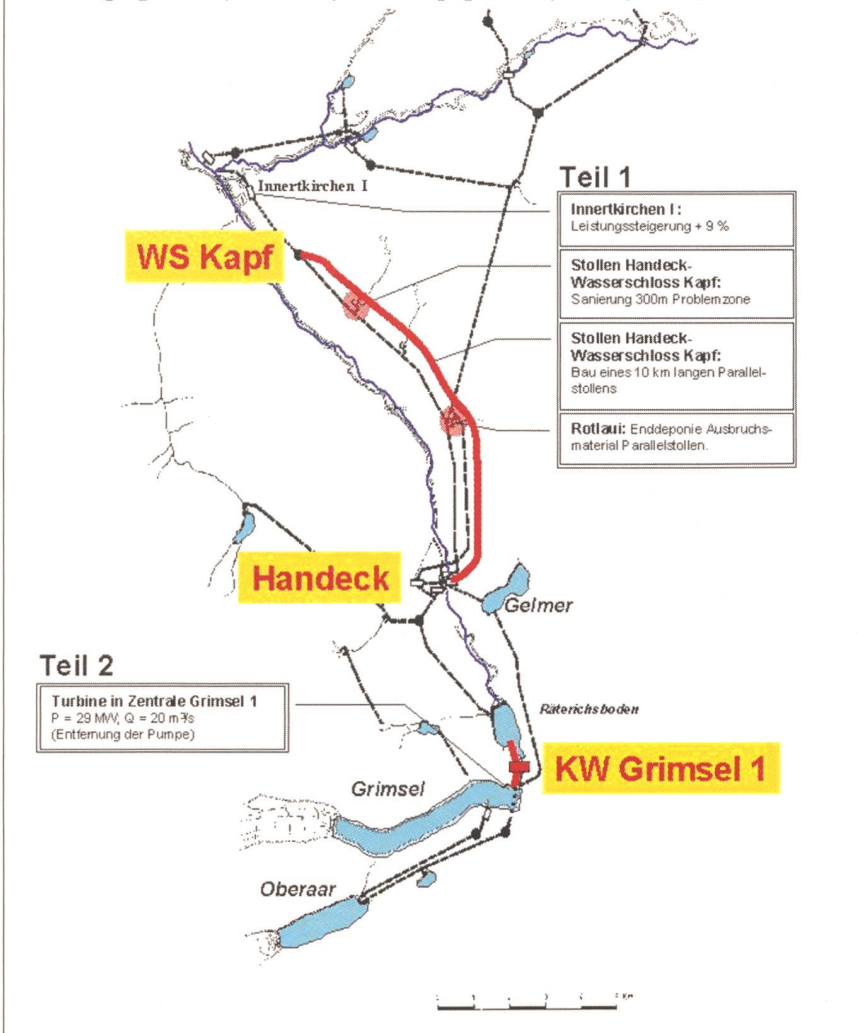 Innertkirchen I
Teil 1
Innertkirchen I :
Leistungssteigerung + 9 %
WS Kapf
Stollen Handeck-
Wasserschloss Kapf:
Sanierung 300m Problemzone
Stollen Handeck-
Wasserschloss Kapf:
Bau eines 10 km langen Parallel-
stollens
Rotlaui: Enddeponie Ausbruchs-
material Parallelstollen.
Handeck
Gelmer
Teil 2
Turbine in Zentrale Grimsel 1
P = 29 MW, Q = 20 m³/s
(Entfernung der Pumpe)
Räterichsboden
KW Grimsel 1
Grimsel
Oberaar
Km